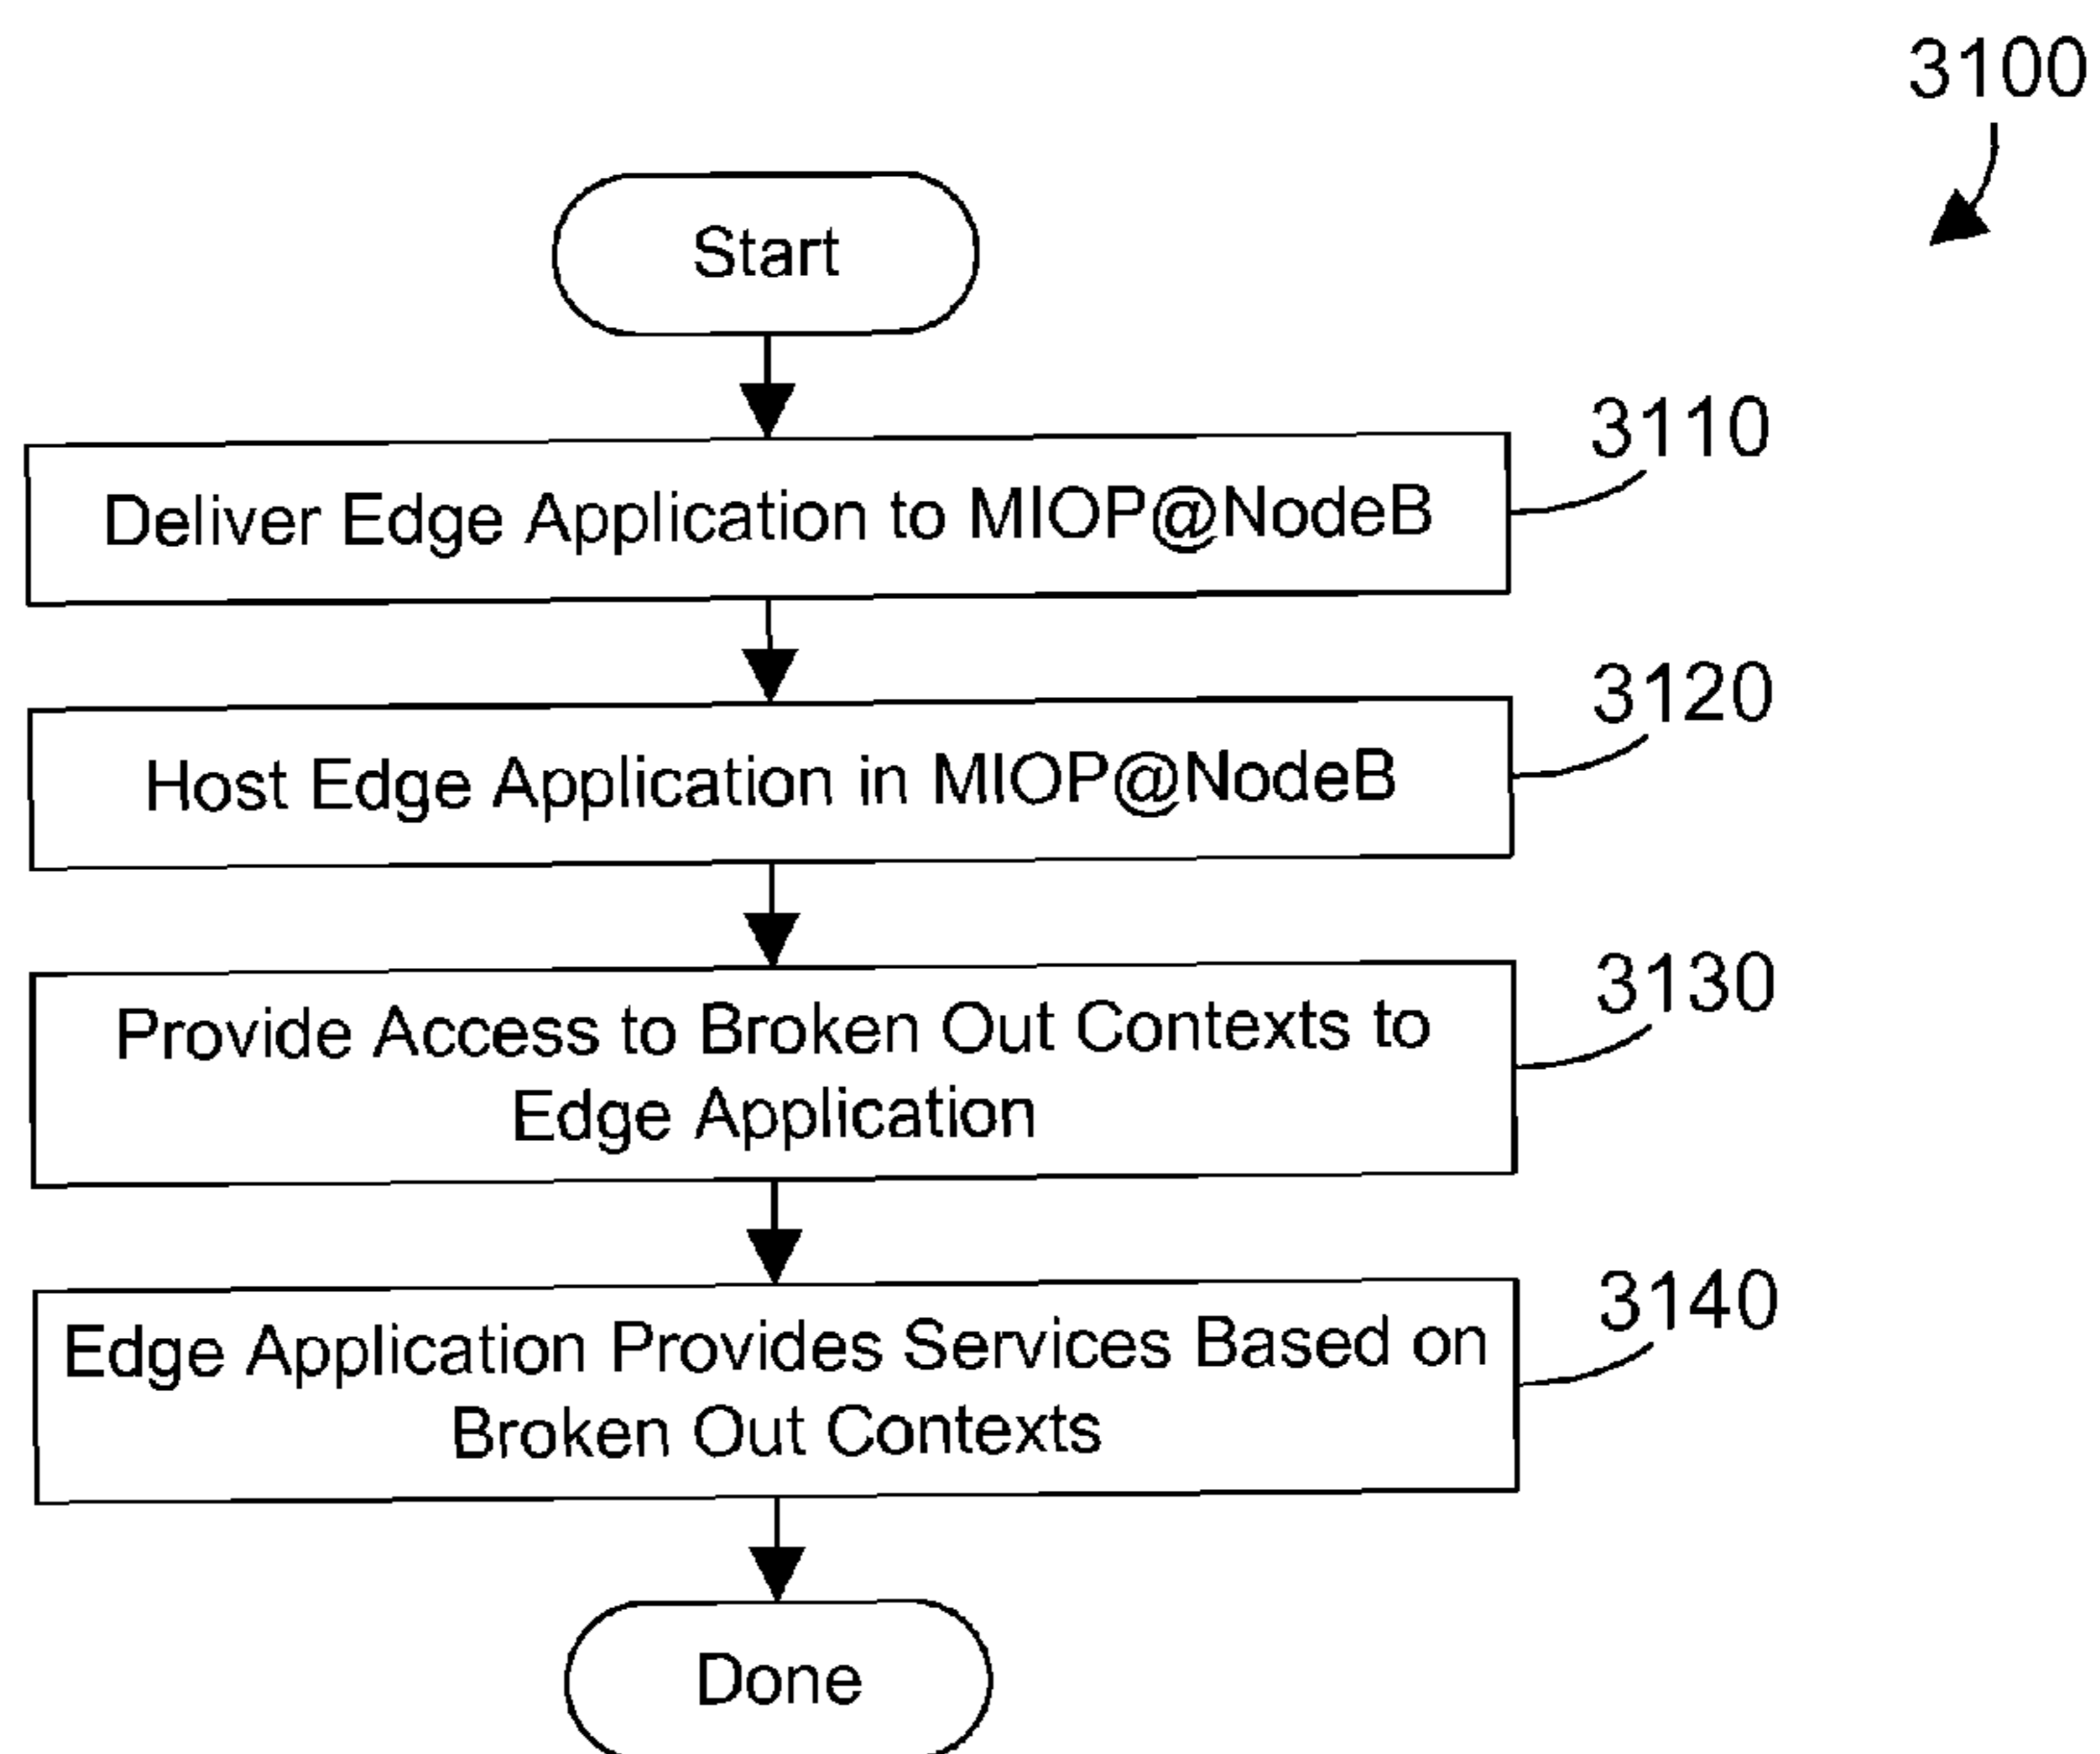 3100
Start
Deliver Edge Application to MIOP@NodeB
3110
Host Edge Application in MIOP@NodeB
3120
Provide Access to Broken Out Contexts to
Edge Application
3130
Edge Application Provides Services Based on
Broken Out Contexts
3140
Done